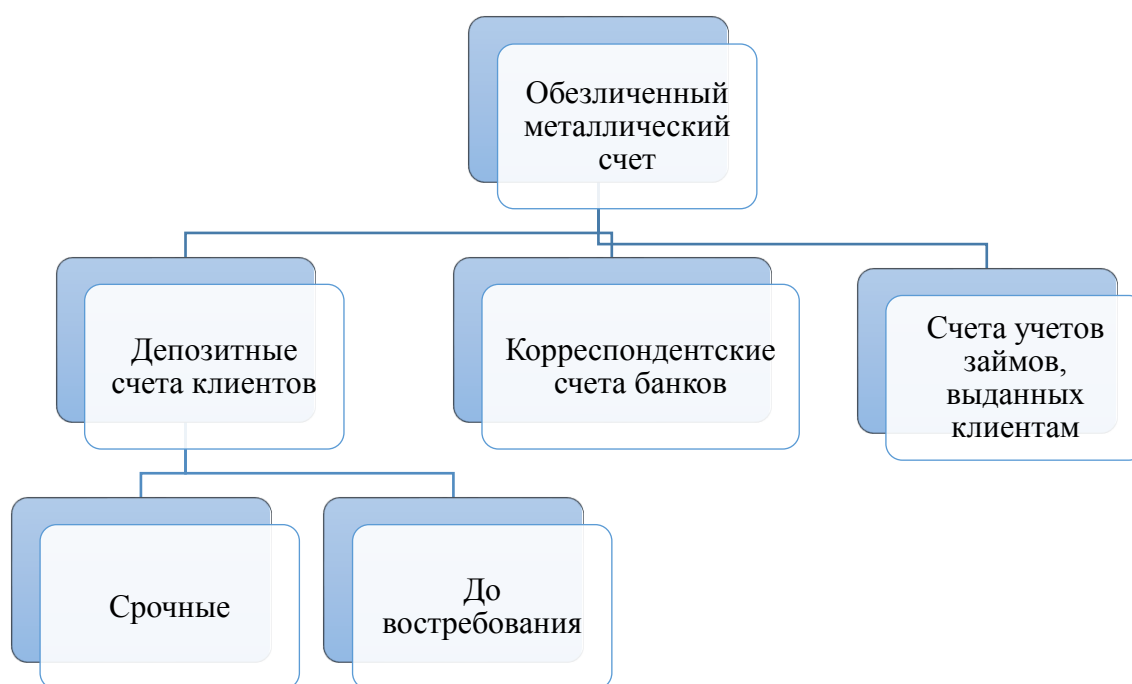 Обезличенный
металлический
счет
Депозитные
счета клиентов
Корреспондентские
счета банков
Счета учетов
займов,
выданных
клиентам
Срочные
До
востребования